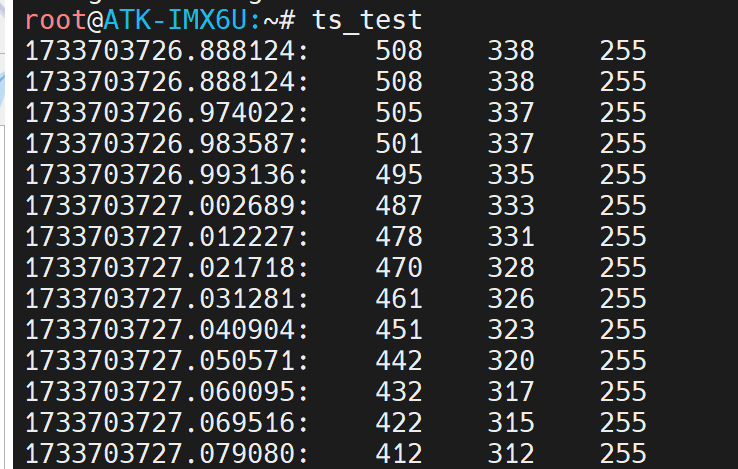 root@ATK-IMX6U:~# ts_test
1733703726.888124:    508    338    255
1733703726.888124:    508    338    255
1733703726.974022:    505    337    255
1733703726.983587:    501    337    255
1733703726.993136:    495    335    255
1733703727.002689:    487    333    255
1733703727.012227:    478    331    255
1733703727.021718:    470    328    255
1733703727.031281:    461    326    255
1733703727.040904:    451    323    255
1733703727.050571:    442    320    255
1733703727.060095:    432    317    255
1733703727.069516:    422    315    255
1733703727.079080:    412    312    255